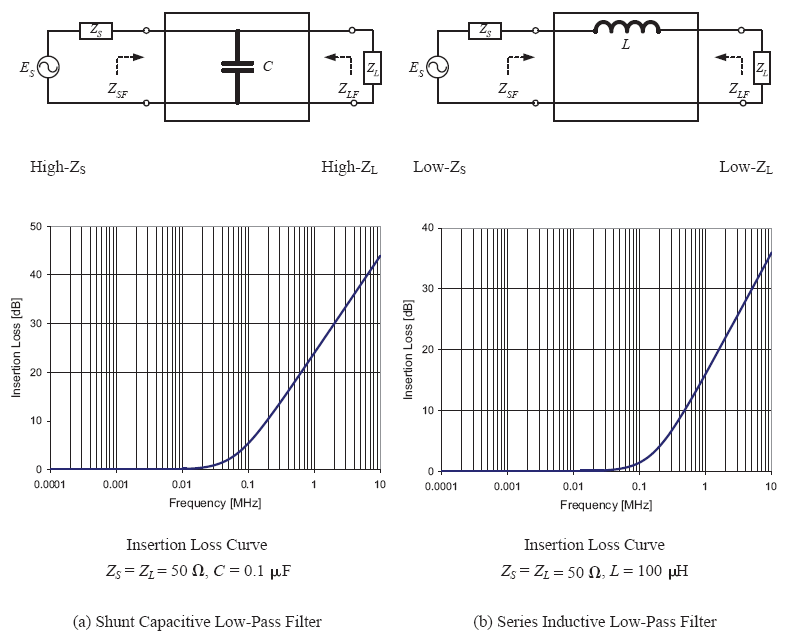 Z_S
E_S
Z_SF
C
Z_LF
Z_L
High-Z_S
High-Z_L
50
40
30
20
10
0
Insertion Loss [dB]
0.0001
0.001
0.01
0.1
1
10
Frequency [MHz]
Insertion Loss Curve
Z_S = Z_L = 50 Ω, C = 0.1 μF
(a) Shunt Capacitive Low-Pass Filter
Z_S
E_S
Z_SF
L
Z_LF
Z_L
Low-Z_S
Low-Z_L
40
30
20
10
0
Insertion Loss [dB]
0.0001
0.001
0.01
0.1
1
10
Frequency [MHz]
Insertion Loss Curve
Z_S = Z_L = 50 Ω, L = 100 μH
(b) Series Inductive Low-Pass Filter